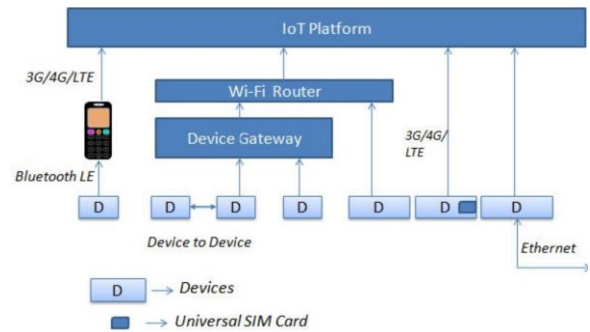 IoT Platform
3G/4G/LTE
Wi-Fi Router
Device Gateway
3G/4G/
LTE
Bluetooth LE
D
D
D
D
D
D
D
Device to Device
Ethernet
D
Devices
Universal SIM Card